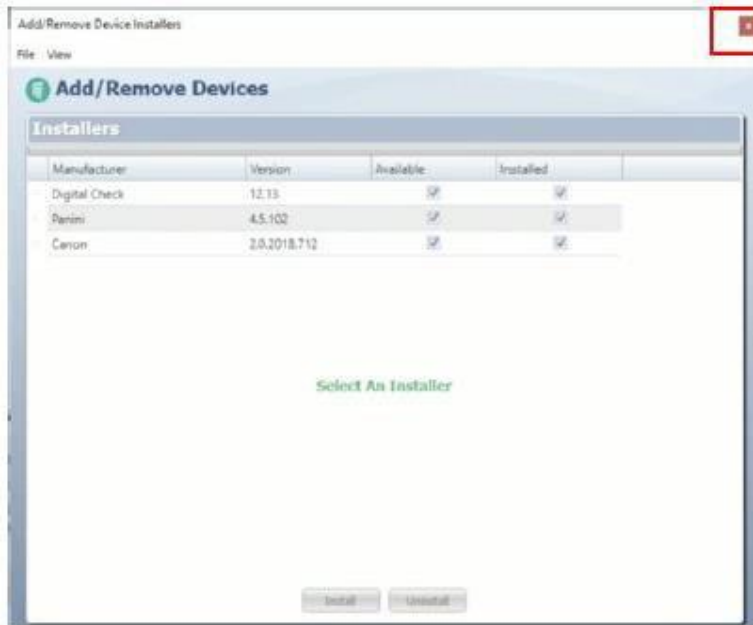 Add/Remove Device Installers
File View
Add/Remove Devices
Installers
Manufacturer Version Available Installed
Digital Check 12.13
Panini 4.5.102
Canon 2.0.2018.712
Select An Installer
Install Uninstall